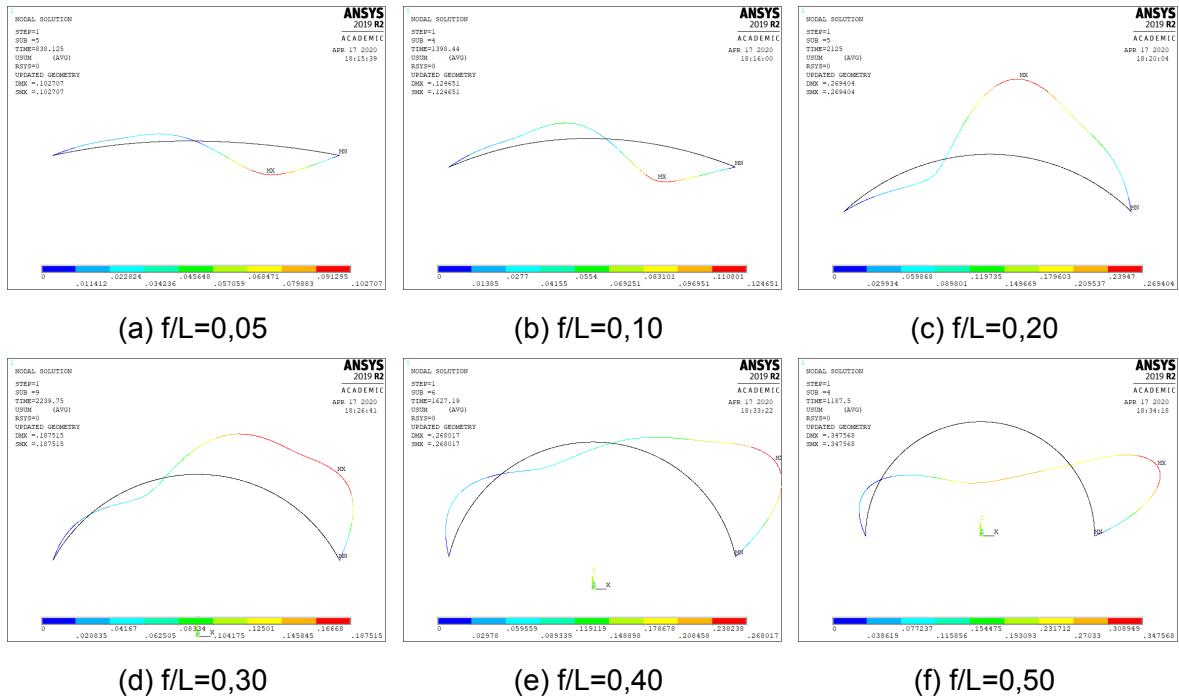 1
NODAL SOLUTION
STEP=1
SUB =5
TIME=838.125
USUM (AVG)
RSYS=0
UPDATED GEOMETRY
DMX =.102707
SMX =.102707
ANSYS
2019 R2
ACADEMIC
APR 17 2020
18:15:39
MX
MN
0 .022824 .045648 .068471 .091295
.011412 .034236 .057059 .079883 .102707
(a) f/L=0,05
1
NODAL SOLUTION
STEP=1
SUB =4
TIME=1398.44
USUM (AVG)
RSYS=0
UPDATED GEOMETRY
DMX =.124651
SMX =.124651
ANSYS
2019 R2
ACADEMIC
APR 17 2020
18:16:00
MX
MN
0 .0277 .0554 .083101 .110801
.01385 .04155 .069251 .096951 .124651
(b) f/L=0,10
1
NODAL SOLUTION
STEP=1
SUB =5
TIME=2125
USUM (AVG)
RSYS=0
UPDATED GEOMETRY
DMX =.269404
SMX =.269404
ANSYS
2019 R2
ACADEMIC
APR 17 2020
18:20:04
MX
MN
0 .059868 .119735 .179603 .23947
.029934 .089801 .149669 .209537 .269404
(c) f/L=0,20
1
NODAL SOLUTION
STEP=1
SUB =9
TIME=2239.75
USUM (AVG)
RSYS=0
UPDATED GEOMETRY
DMX =.187515
SMX =.187515
ANSYS
2019 R2
ACADEMIC
APR 17 2020
18:26:41
MX
MN
0 .04167 .08334 .12501 .16668
X
.020835 .062505 .104175 .145845 .187515
(d) f/L=0,30
1
NODAL SOLUTION
STEP=1
SUB =6
TIME=1627.19
USUM (AVG)
RSYS=0
UPDATED GEOMETRY
DMX =.268017
SMX =.268017
ANSYS
2019 R2
ACADEMIC
APR 17 2020
18:33:22
MX
MN
Y
Z X
0 .059559 .119119 .178678 .238238
.02978 .089339 .148898 .208458 .268017
(e) f/L=0,40
1
NODAL SOLUTION
STEP=1
SUB =4
TIME=1187.5
USUM (AVG)
RSYS=0
UPDATED GEOMETRY
DMX =.347568
SMX =.347568
ANSYS
2019 R2
ACADEMIC
APR 17 2020
18:34:18
MX
Y
Z X
MN
0 .077237 .154475 .231712 .308949
.038619 .115856 .193093 .27033 .347568
(f) f/L=0,50